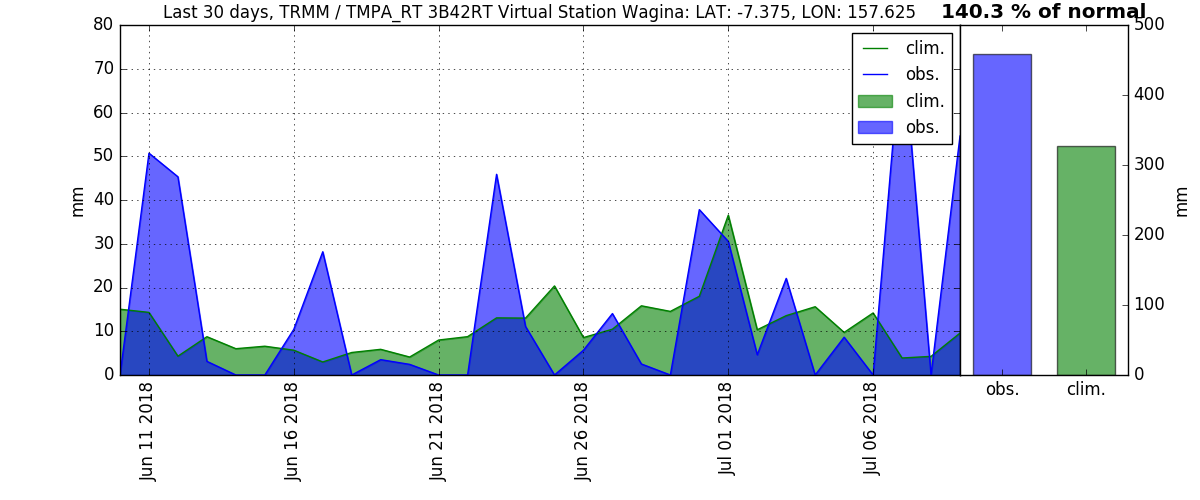 Last 30 days, TRMM / TMPA_RT 3B42RT Virtual Station Wagina: LAT: -7.375, LON: 157.625
140.3 % of normal
80
70
60
50
40
30
20
10
0
mm
clim.
obs.
clim.
obs.
500
400
300
200
100
0
mm
obs.
clim.
Jun 11 2018
Jun 16 2018
Jun 21 2018
Jun 26 2018
Jul 01 2018
Jul 06 2018